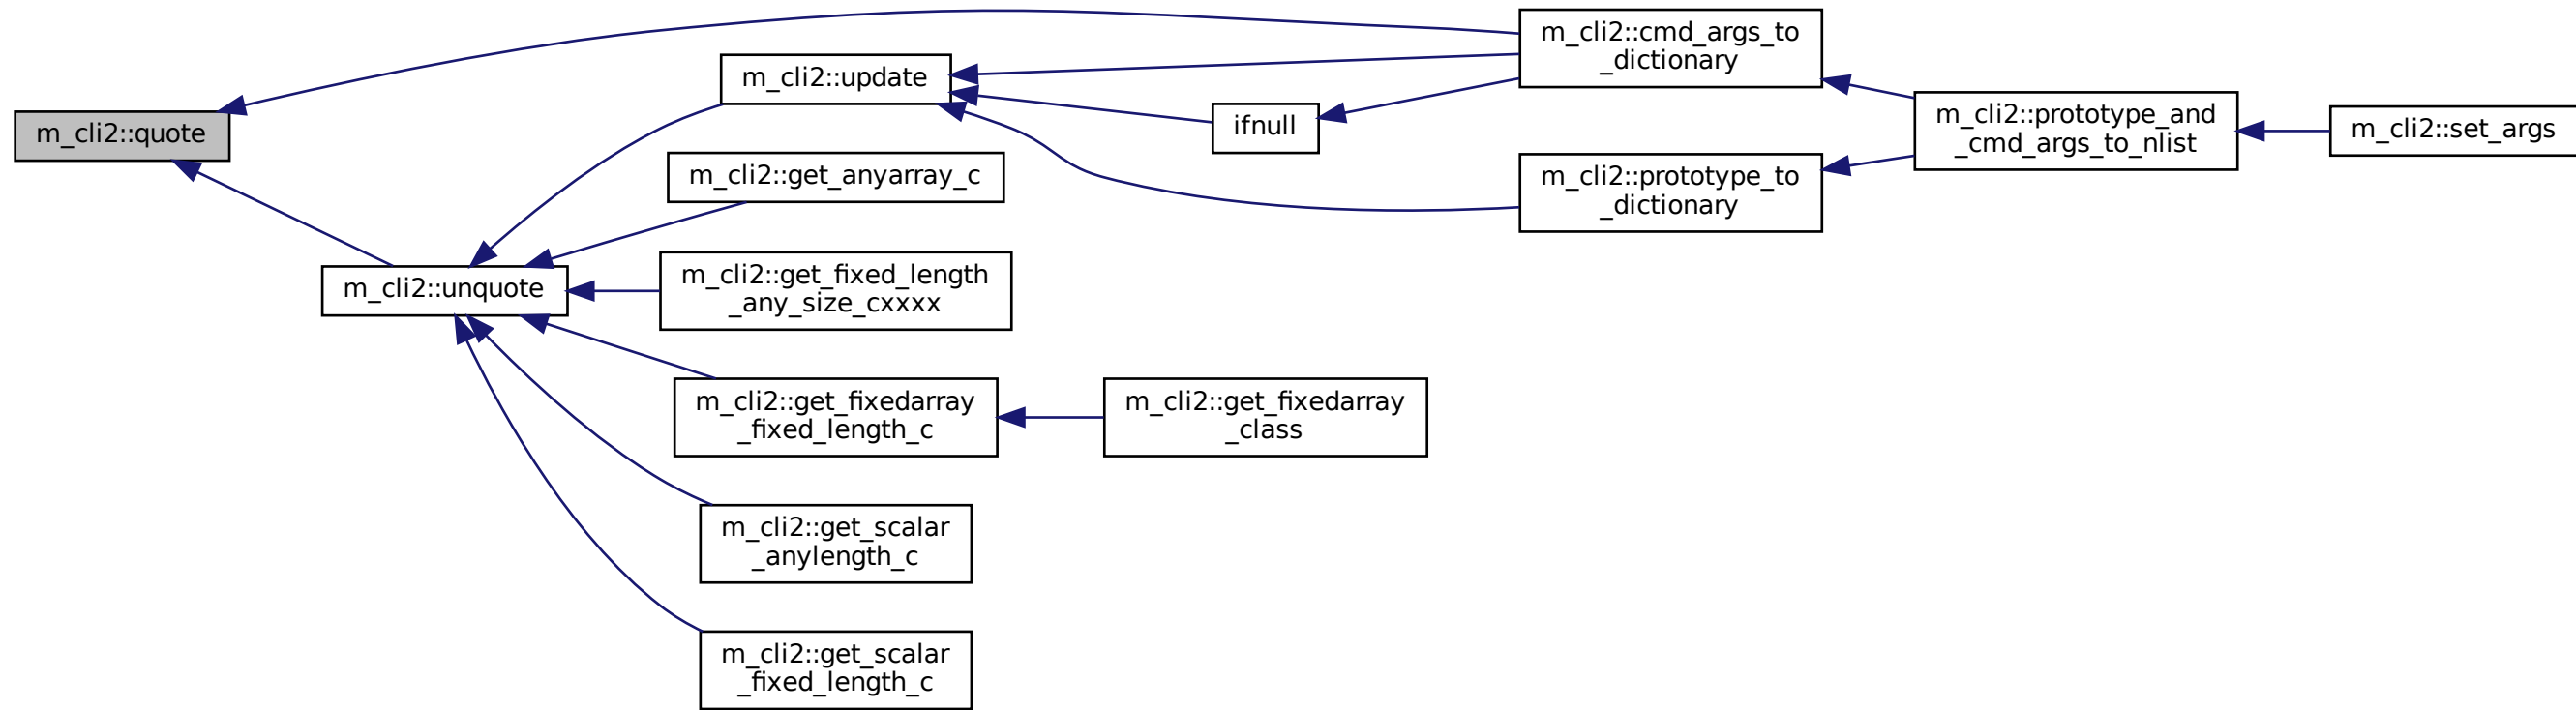 m_cli2::quote
m_cli2::unquote
m_cli2::update
m_cli2::get_anyarray_c
m_cli2::get_fixed_length
_any_size_cxxxx
m_cli2::get_fixedarray
_fixed_length_c
m_cli2::get_scalar
_anylength_c
m_cli2::get_scalar
_fixed_length_c
ifnull
m_cli2::get_fixedarray
_class
m_cli2::cmd_args_to
_dictionary
m_cli2::prototype_to
_dictionary
m_cli2::prototype_and
_cmd_args_to_nlist
m_cli2::set_args